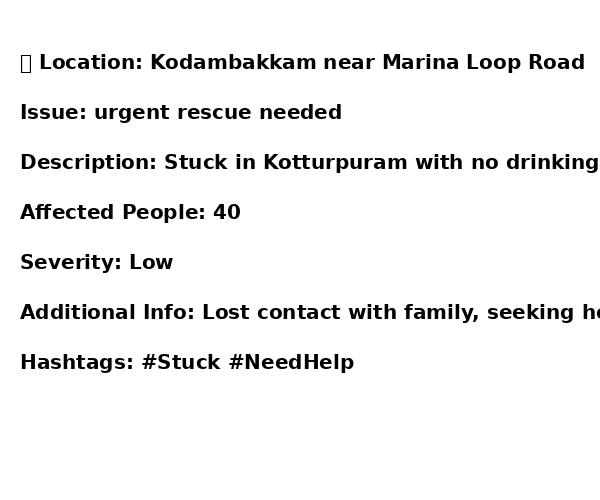 Location: Kodambakkam near Marina Loop Road
Issue: urgent rescue needed
Description: Stuck in Kotturpuram with no drinking
Affected People: 40
Severity: Low
Additional Info: Lost contact with family, seeking
Hashtags: #Stuck #NeedHelp